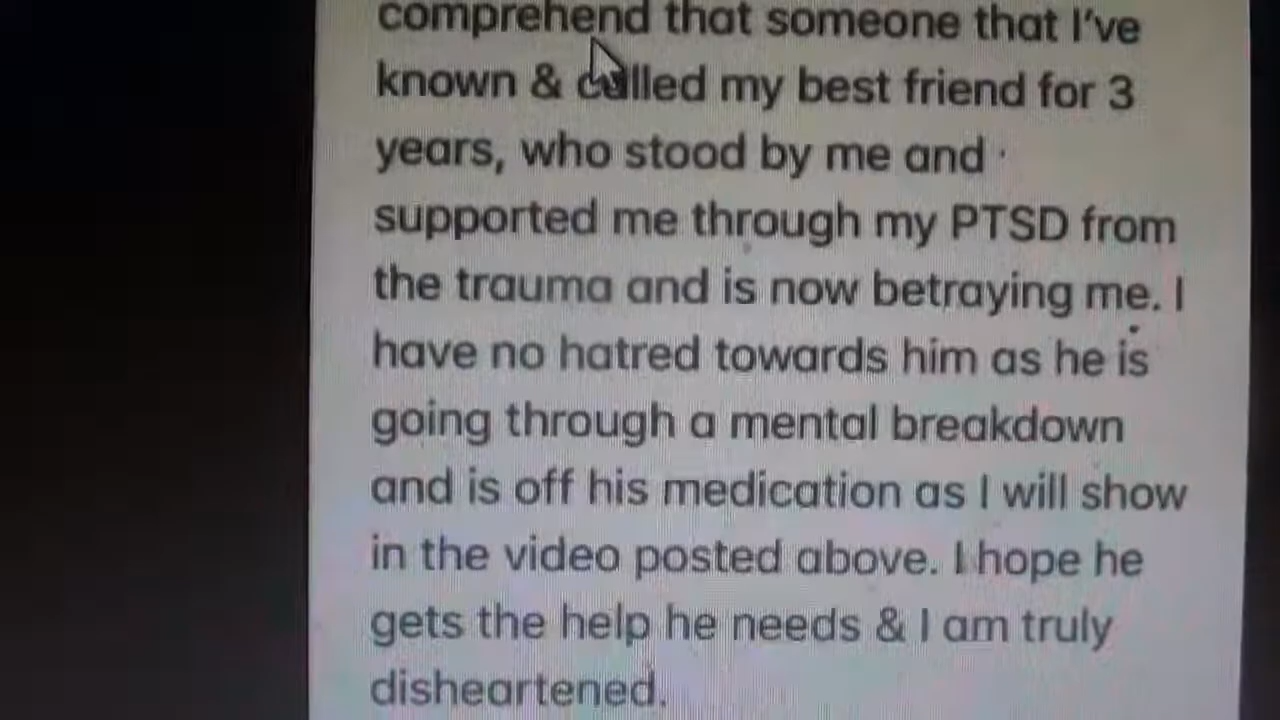 comprehend that someone that I've
known & called my best friend for 3
years, who stood by me and
supported me through my PTSD from
the trauma and is now betraying me. I
have no hatred towards him as he is
going through a mental breakdown
and is off his medication as I will show
in the video posted above. I hope he
gets the help he needs & I am truly
disheartened.